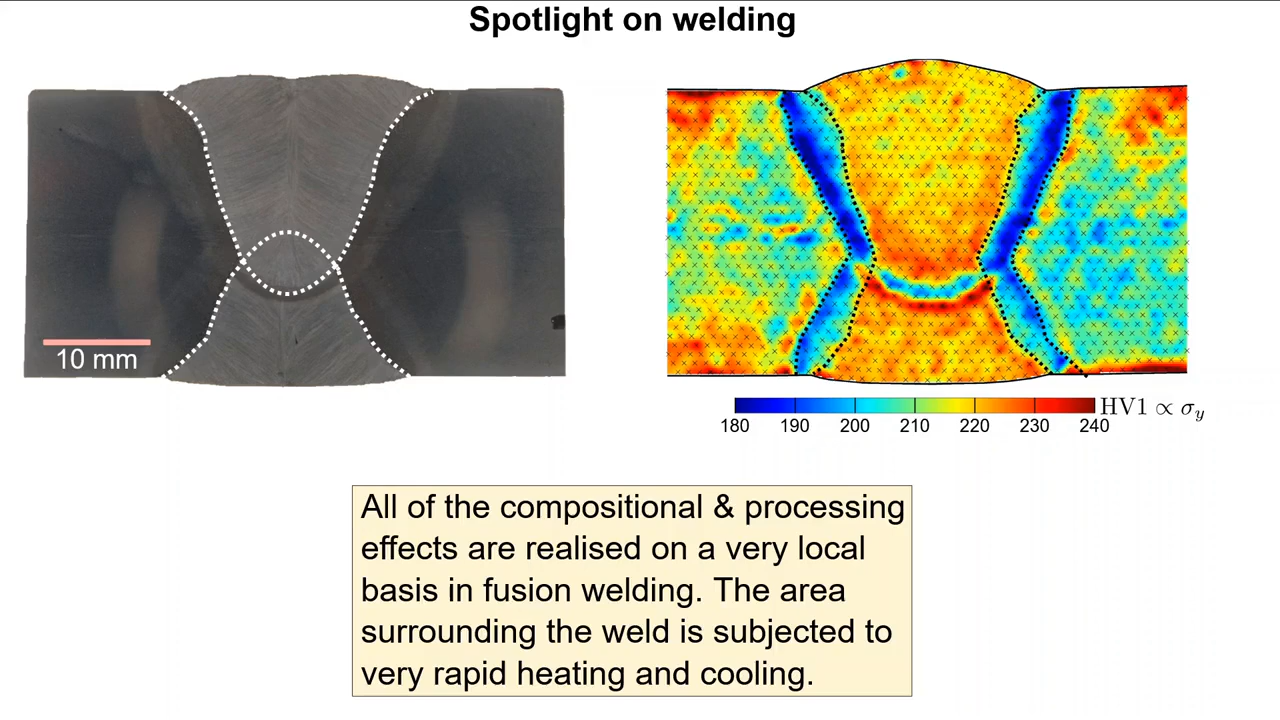 Spotlight on welding
10 mm
HV1 ∝ σy
180 190 200 210 220 230 240
All of the compositional & processing
effects are realised on a very local
basis in fusion welding. The area
surrounding the weld is subjected to
very rapid heating and cooling.